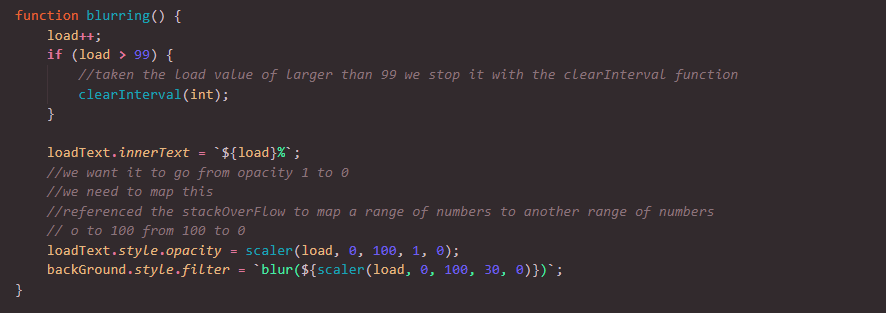 function blurring() {
    load++;
    if (load > 99) {
        //taken the load value of larger than 99 we stop it with the clearInterval function
        clearInterval(int);
    }

    loadText.innerText = `${load}%`;
    //we want it to go from opacity 1 to 0
    //we need to map this
    //referenced the stackOverFlow to map a range of numbers to another range of numbers
    // o to 100 from 100 to 0
    loadText.style.opacity = scaler(load, 0, 100, 1, 0);
    backGround.style.filter = `blur(${scaler(load, 0, 100, 30, 0)})`;
}